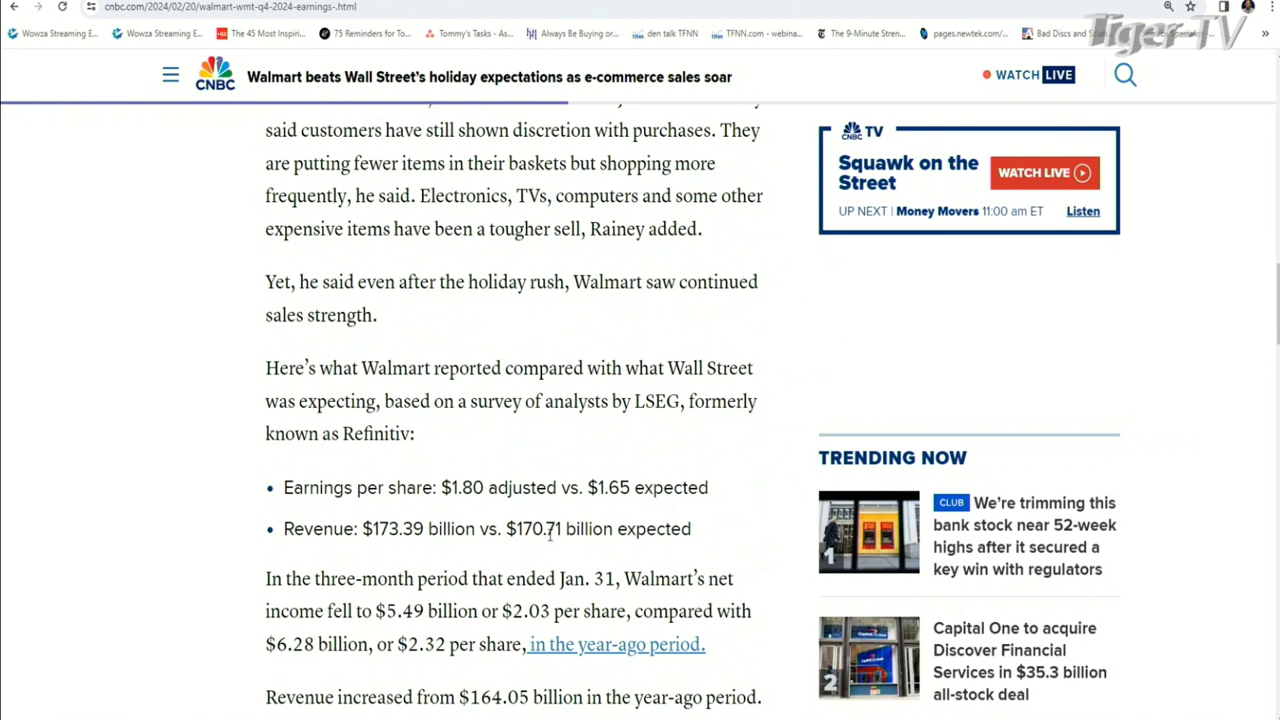 cnbc.com/2024/02/20/walmart-wmt-q4-2024-earnings-.html
Tiger TV
Wowza Streaming E...
Wowza Streaming E...
The 45 Most Inspiri...
75 Reminders for To...
Tommy's Tasks - As...
Always Be Buying or...
den talk TFNN
TFNN.com - webina...
The 9-Minute Stren...
pages.newtek.com/...
Bad Discs and Sciati...
CNBC
Walmart beats Wall Street's holiday expectations as e-commerce sales soar
WATCH LIVE
said customers have still shown discretion with purchases. They
are putting fewer items in their baskets but shopping more
frequently, he said. Electronics, TVs, computers and some other
expensive items have been a tougher sell, Rainey added.
Yet, he said even after the holiday rush, Walmart saw continued
sales strength.
Here's what Walmart reported compared with what Wall Street
was expecting, based on a survey of analysts by LSEG, formerly
known as Refinitiv:
• Earnings per share: $1.80 adjusted vs. $1.65 expected
• Revenue: $173.39 billion vs. $170.71 billion expected
In the three-month period that ended Jan. 31, Walmart's net
income fell to $5.49 billion or $2.03 per share, compared with
$6.28 billion, or $2.32 per share, in the year-ago period.
Revenue increased from $164.05 billion in the year-ago period.
CNBC TV
Squawk on the
Street
WATCH LIVE
UP NEXT | Money Movers 11:00 am ET
Listen
TRENDING NOW
1
CLUB We're trimming this
bank stock near 52-week
highs after it secured a
key win with regulators
2
Capital One to acquire
Discover Financial
Services in $35.3 billion
all-stock deal